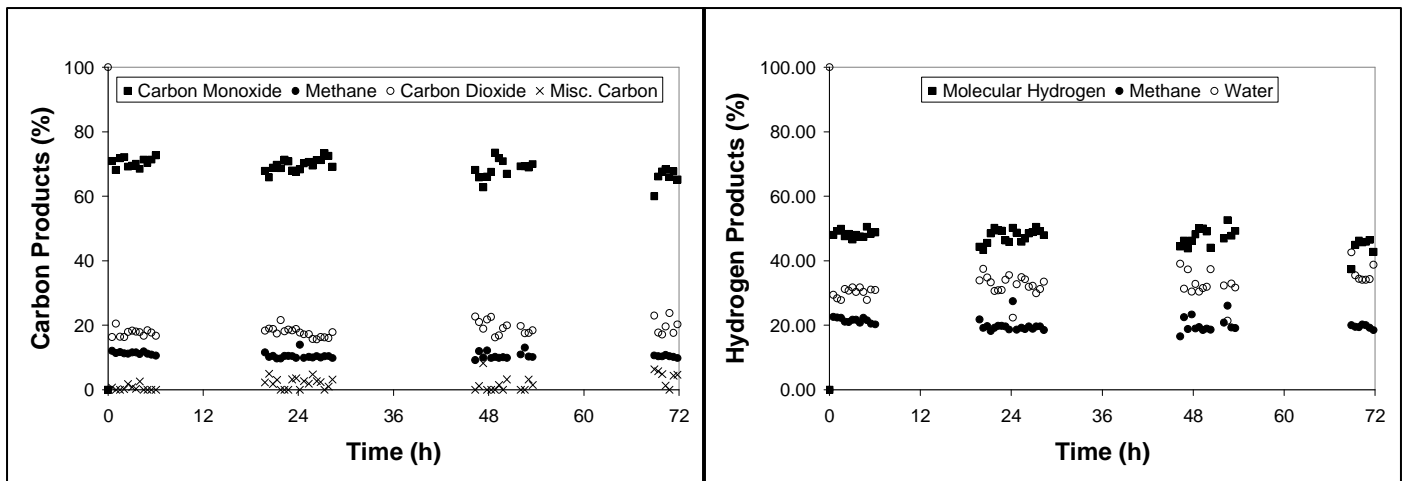 100
80
60
40
20
0
Carbon Products (%)
Carbon Monoxide Methane Carbon Dioxide Misc. Carbon
0 12 24 36 48 60 72
Time (h)
100.00
80.00
60.00
40.00
20.00
0.00
Hydrogen Products (%)
Molecular Hydrogen Methane Water
0 12 24 36 48 60 72
Time (h)